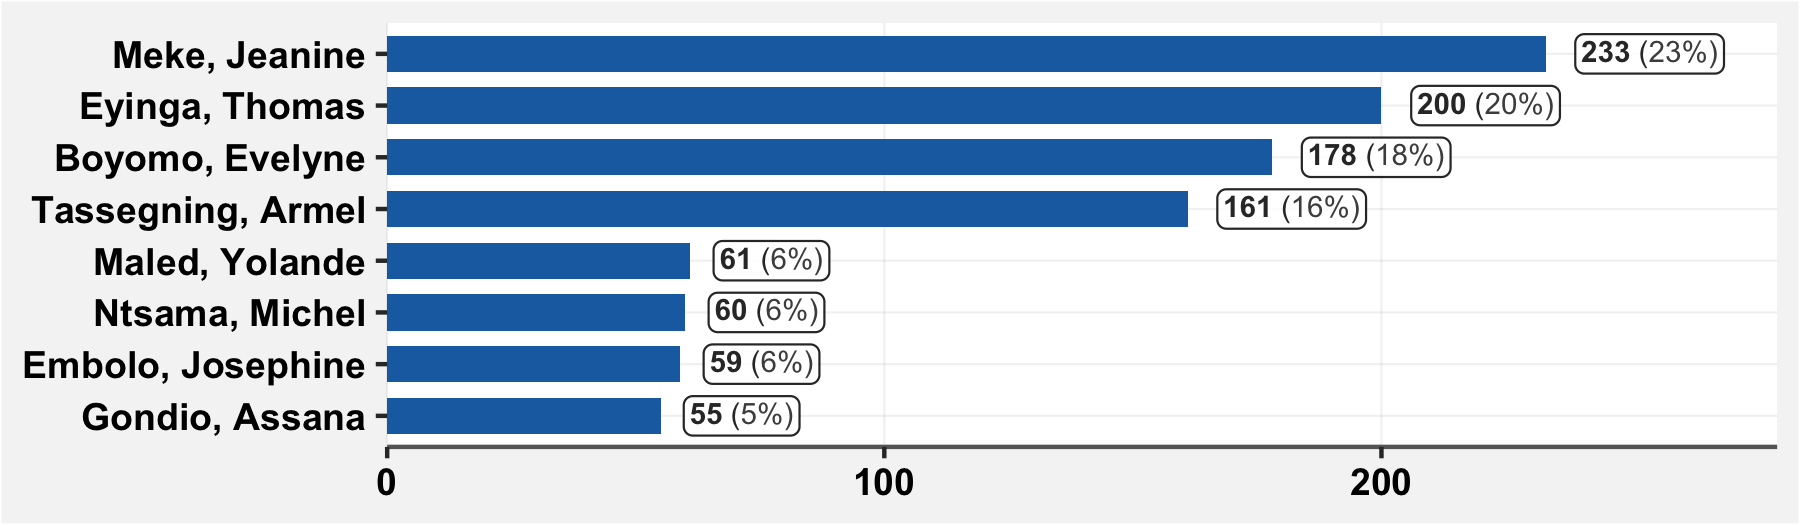 Meke, Jeanine 233 (23%)
Eyinga, Thomas 200 (20%)
Boyomo, Evelyne 178 (18%)
Tassegning, Armel 161 (16%)
Maled, Yolande 61 (6%)
Ntsama, Michel 60 (6%)
Embolo, Josephine 59 (6%)
Gondio, Assana 55 (5%)
0 100 200